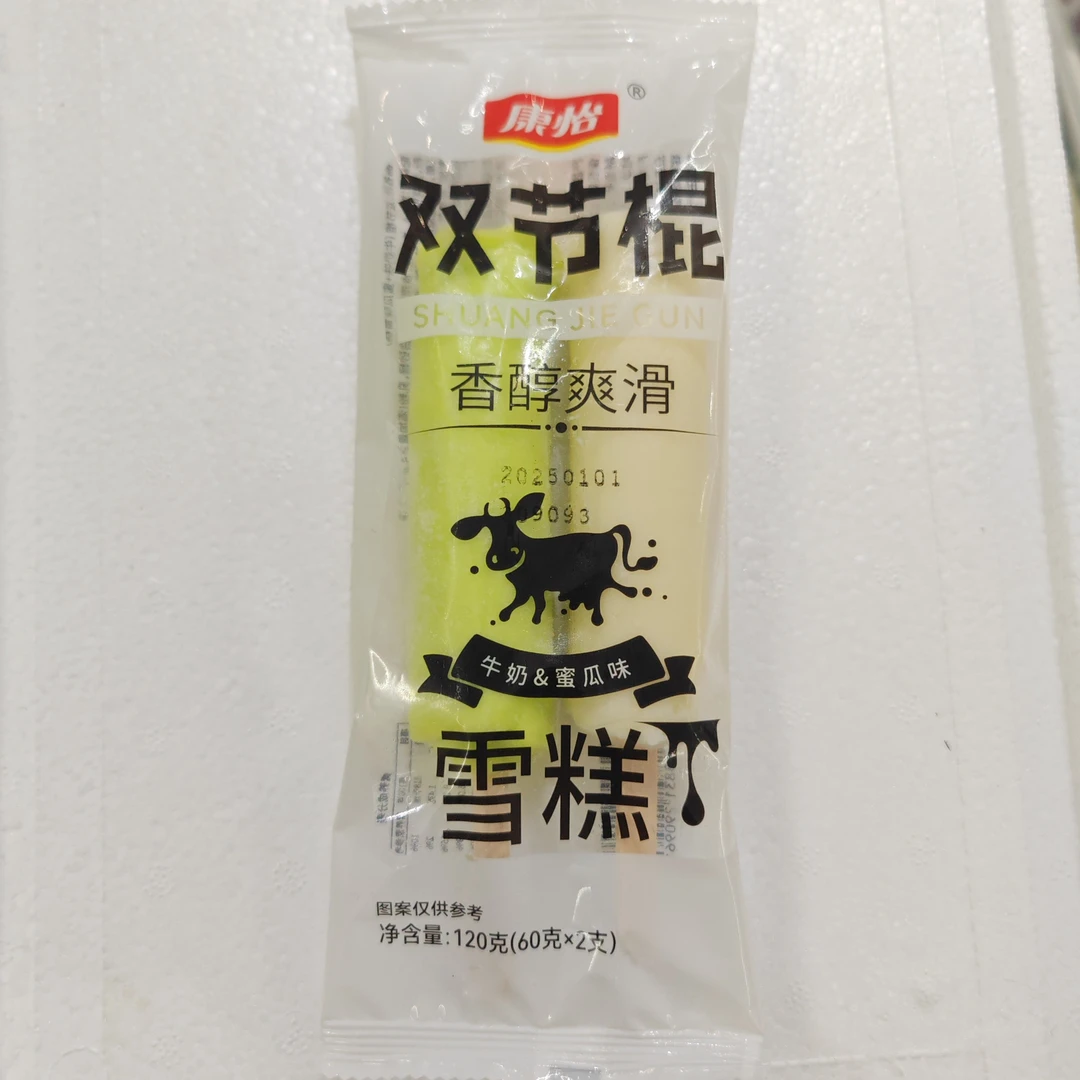 康怡®
双节棍
SHUANG JIE GUN
香醇爽滑
20250101
牛奶&蜜瓜味
雪糕
图案仅供参考
净含量:120克(60克×2支)